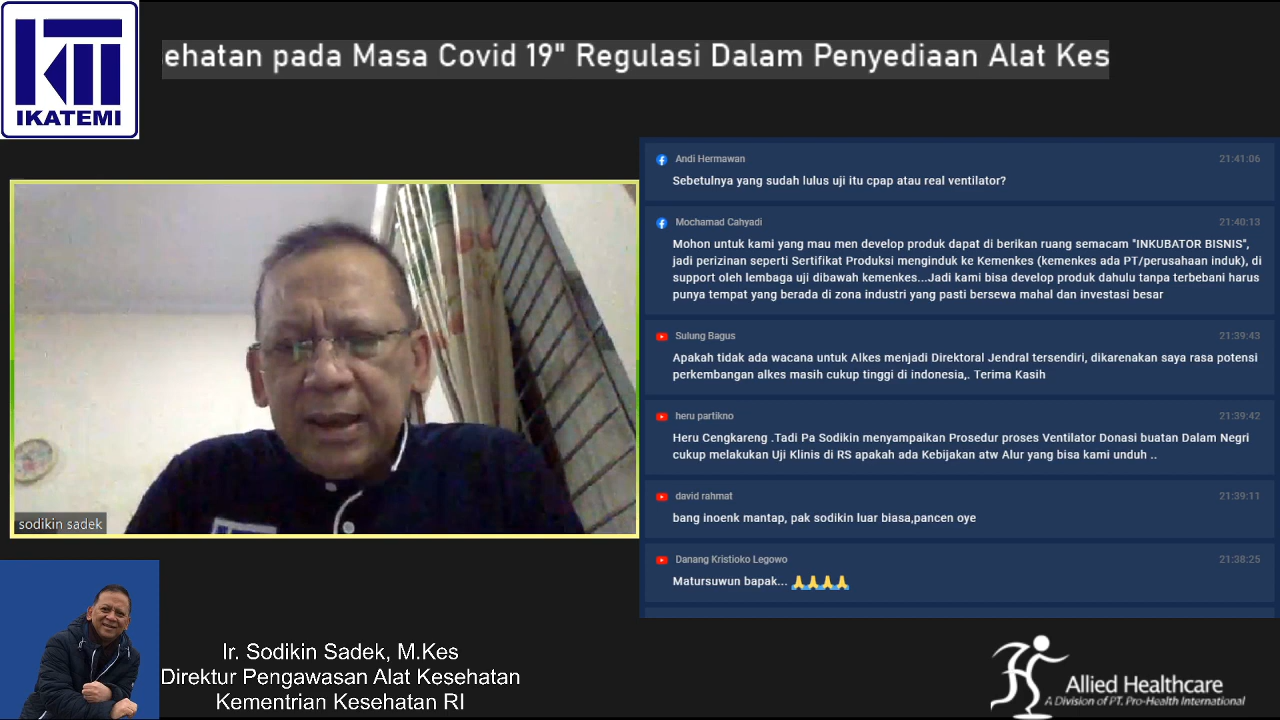 KTI
IKATEMI
ehatan pada Masa Covid 19" Regulasi Dalam Penyediaan Alat Kes
sodikin sadek
Andi Hermawan 21:41:06
Sebetulnya yang sudah lulus uji itu cpap atau real ventilator?
Mochamad Cahyadi 21:40:13
Mohon untuk kami yang mau men develop produk dapat di berikan ruang semacam "INKUBATOR BISNIS",
jadi perizinan seperti Sertifikat Produksi menginduk ke Kemenkes (kemenkes ada PT/perusahaan induk), di
support oleh lembaga uji dibawah kemenkes...Jadi kami bisa develop produk dahulu tanpa terbebani harus
punya tempat yang berada di zona industri yang pasti bersewa mahal dan investasi besar
Sulung Bagus 21:39:43
Apakah tidak ada wacana untuk Alkes menjadi Direktoral Jendral tersendiri, dikarenakan saya rasa potensi
perkembangan alkes masih cukup tinggi di indonesia,. Terima Kasih
heru partikno 21:39:42
Heru Cengkareng .Tadi Pa Sodikin menyampaikan Prosedur proses Ventilator Donasi buatan Dalam Negri
cukup melakukan Uji Klinis di RS apakah ada Kebijakan atw Alur yang bisa kami unduh ..
david rahmat 21:39:11
bang inoenk mantap, pak sodikin luar biasa,pancen oye
Danang Kristioko Legowo 21:38:25
Matursuwun bapak... 🙏🙏🙏🙏
Ir. Sodikin Sadek, M.Kes
Direktur Pengawasan Alat Kesehatan
Kementrian Kesehatan RI
Allied Healthcare
A Division of PT. Pro-Health International